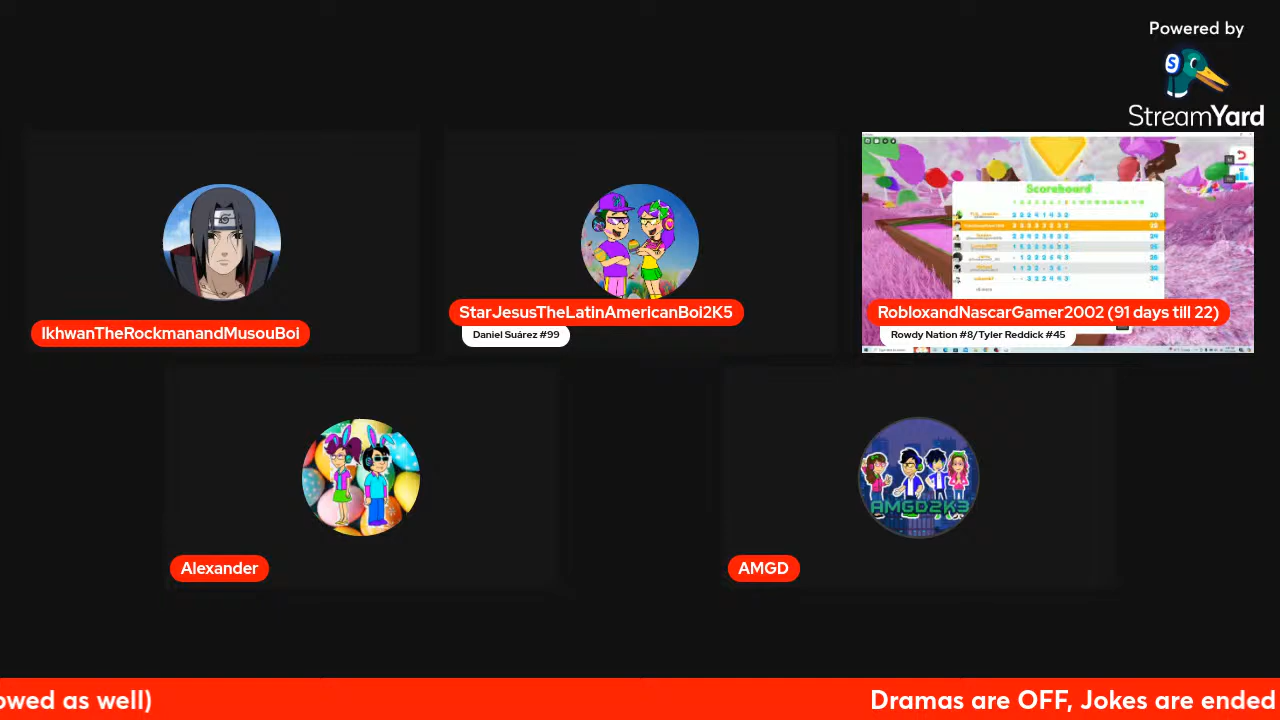 Powered by
S
StreamYard
Scoreboard
IkhwanTheRockmanandMusouBoi
StarJesusTheLatinAmericanBoi2K5
Daniel Suárez #99
RobloxandNascarGamer2002 (91 days till 22)
Rowdy Nation #8/Tyler Reddick #45
AMGD2K3
Alexander
AMGD
owed as well)
Dramas are OFF, Jokes are ended